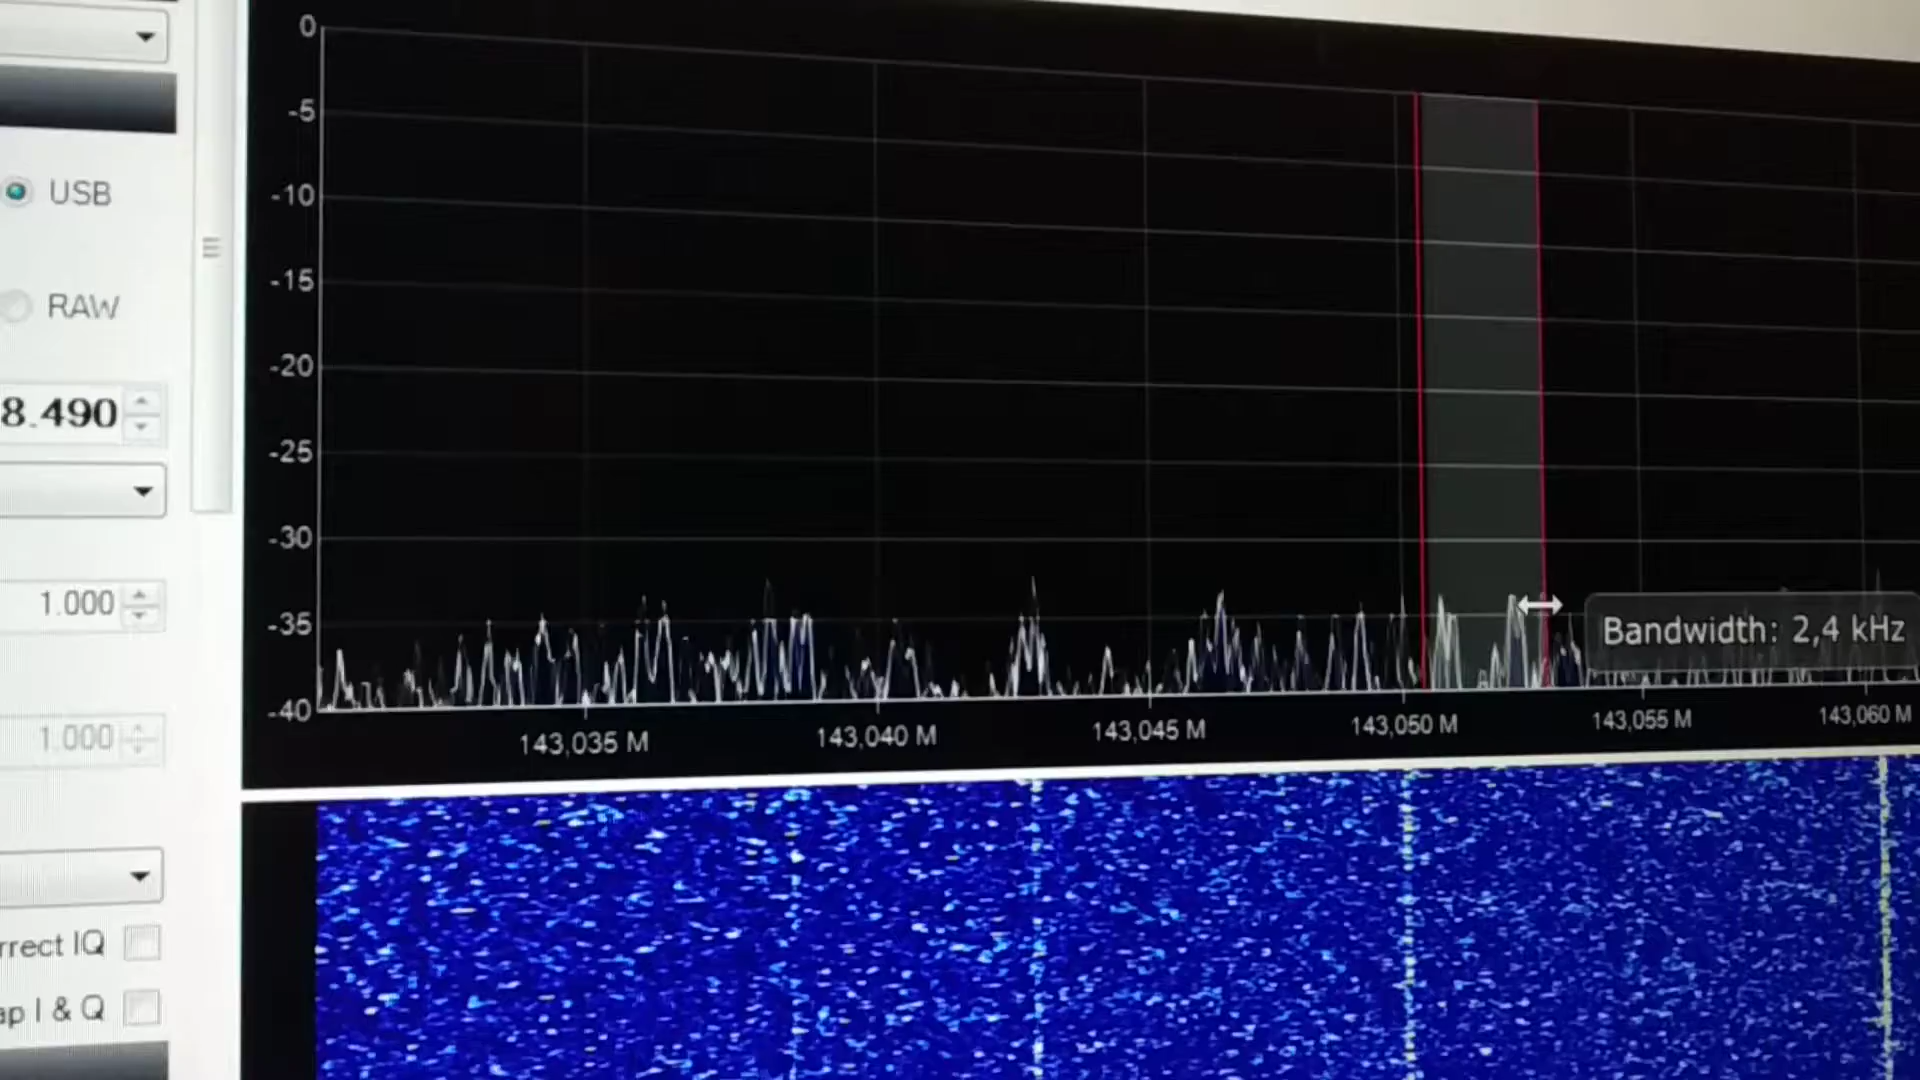 USB
RAW
8.490
1.000
1.000
rrect IQ
ap I & Q
0
-5
-10
-15
-20
-25
-30
-35
-40
143,035 M
143,040 M
143,045 M
143,050 M
143,055 M
143,060 M
Bandwidth: 2,4 kHz